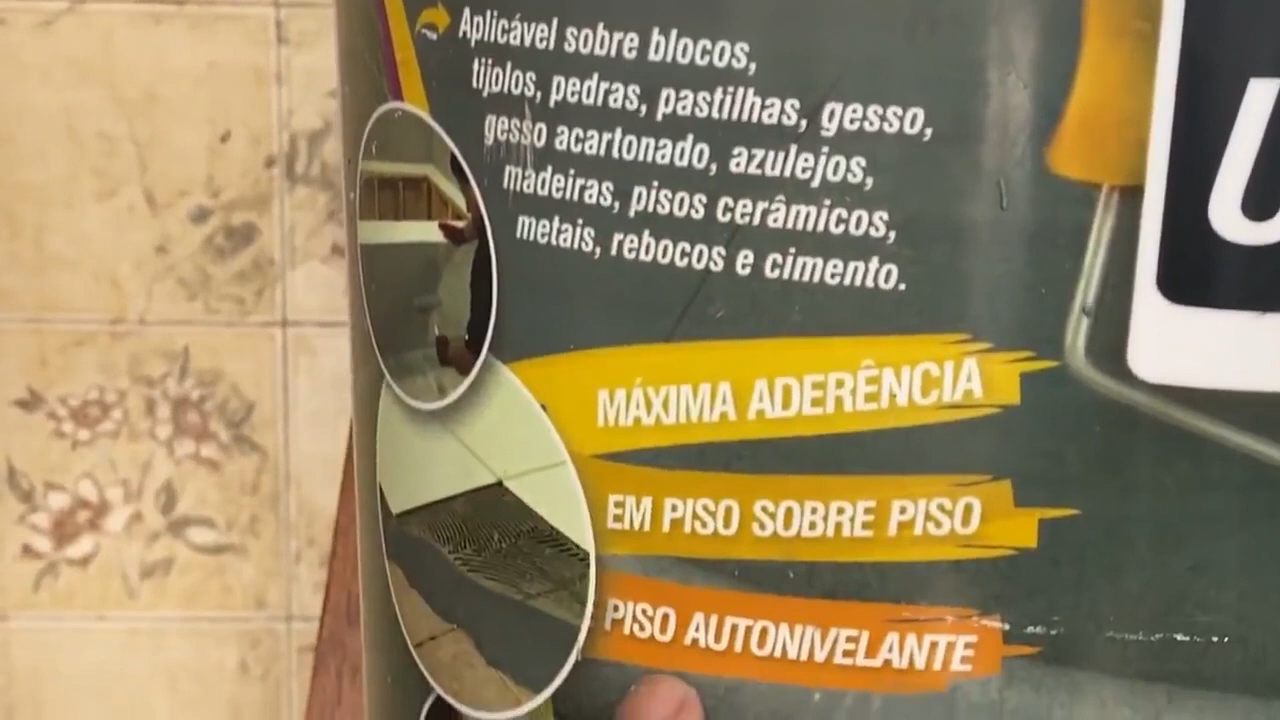 Aplicável sobre blocos,
tijolos, pedras, pastilhas, gesso,
gesso acartonado, azulejos,
madeiras, pisos cerâmicos,
metais, rebocos e cimento.
MÁXIMA ADERÊNCIA
EM PISO SOBRE PISO
PISO AUTONIVELANTE